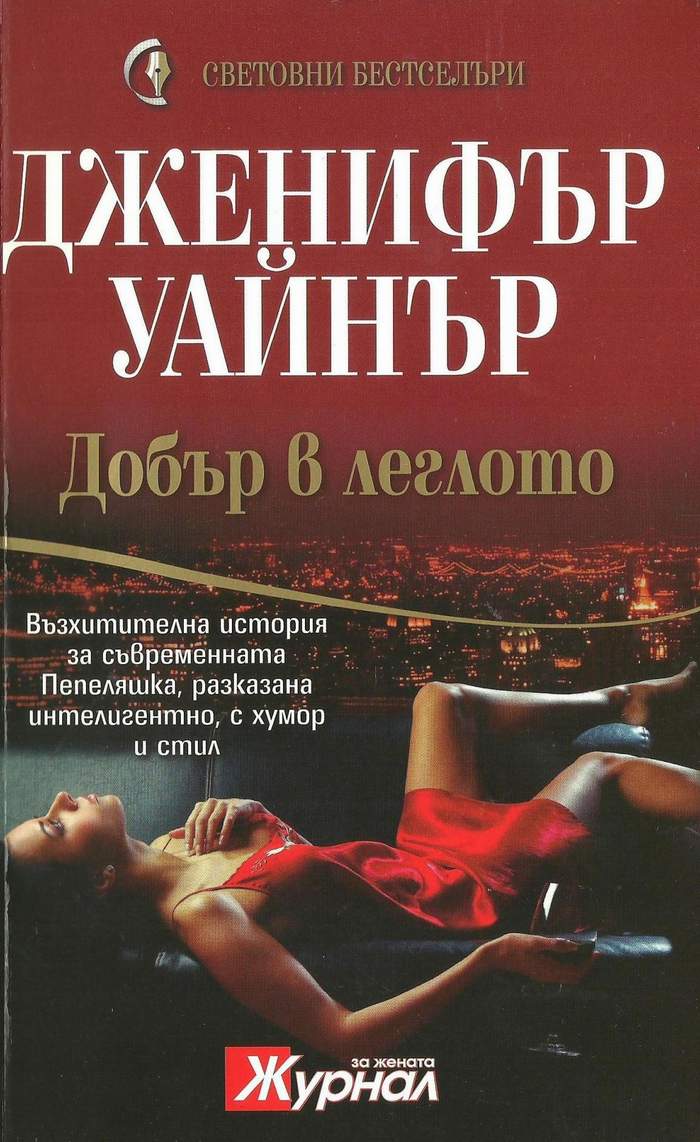 СВЕТОВНИ БЕСТСЕЛЪРИ
ДЖЕНИФЪР
УАЙНЪР
Добър в леглото
Възхитителна история
за съвременната
Пепеляшка, разказана
интелигентно, с хумор
и стил
за жената
Журнал